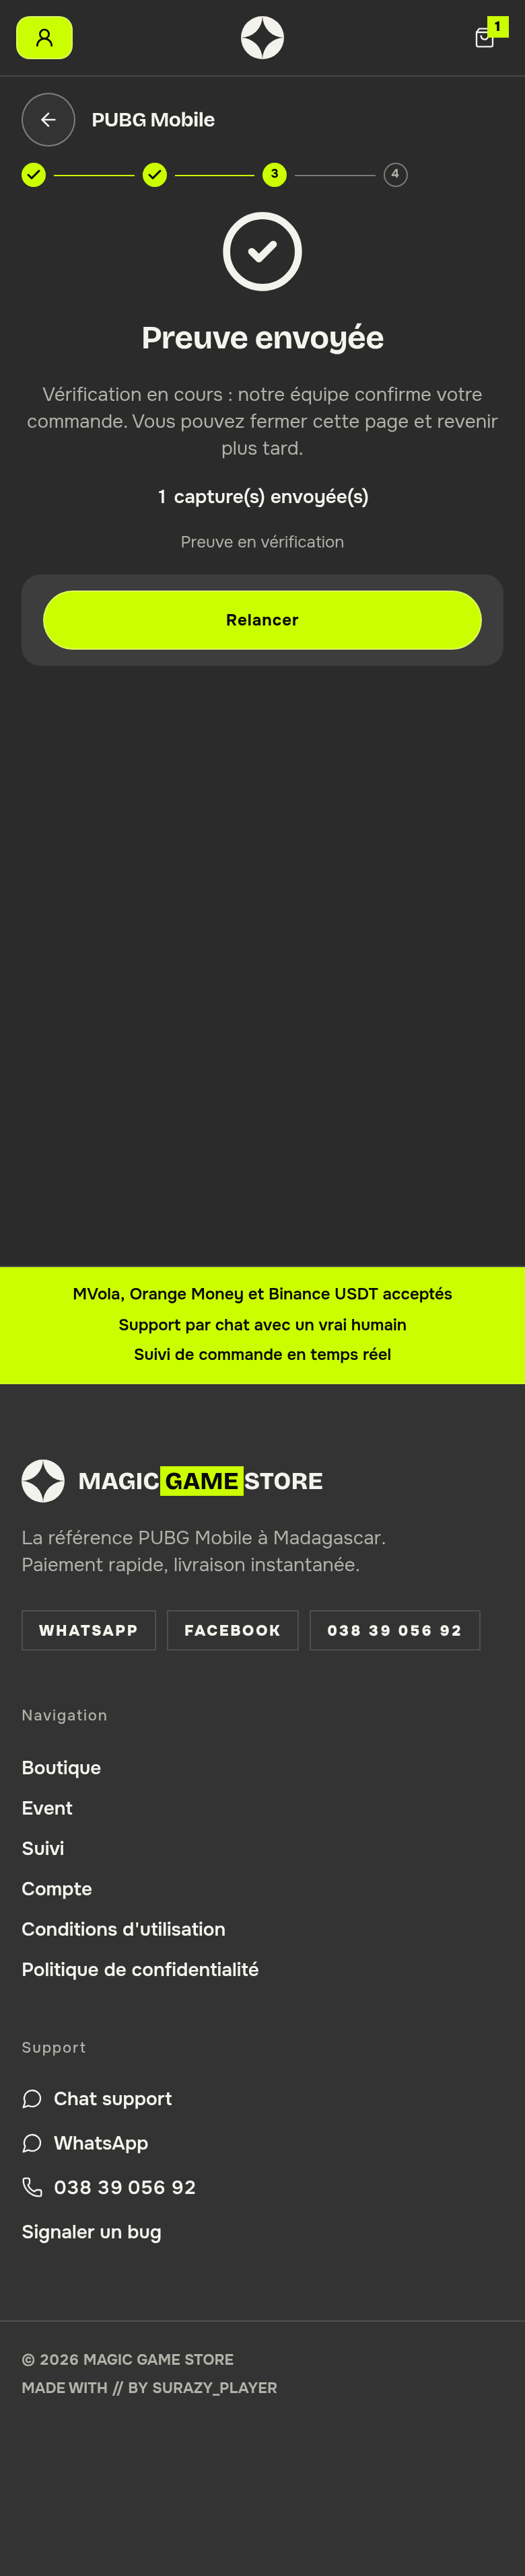 1
PUBG Mobile
3
4
Preuve envoyée
Vérification en cours : notre équipe confirme votre
commande. Vous pouvez fermer cette page et revenir
plus tard.
1 capture(s) envoyée(s)
Preuve en vérification
Relancer
MVola, Orange Money et Binance USDT acceptés
Support par chat avec un vrai humain
Suivi de commande en temps réel
MAGIC GAME STORE
La référence PUBG Mobile à Madagascar.
Paiement rapide, livraison instantanée.
WHATSAPP
FACEBOOK
038 39 056 92
Navigation
Boutique
Event
Suivi
Compte
Conditions d'utilisation
Politique de confidentialité
Support
Chat support
WhatsApp
038 39 056 92
Signaler un bug
© 2026 MAGIC GAME STORE
MADE WITH // BY SURAZY_PLAYER